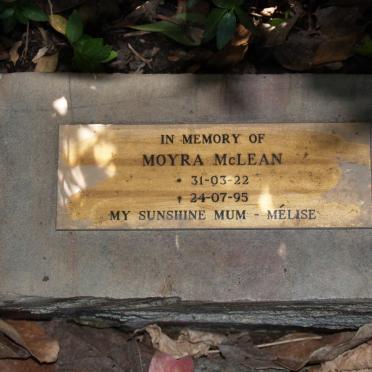 IN MEMORY OF
MOYRA McLEAN
* 31-03-22
† 24-07-95
MY SUNSHINE MUM - MÉLISE